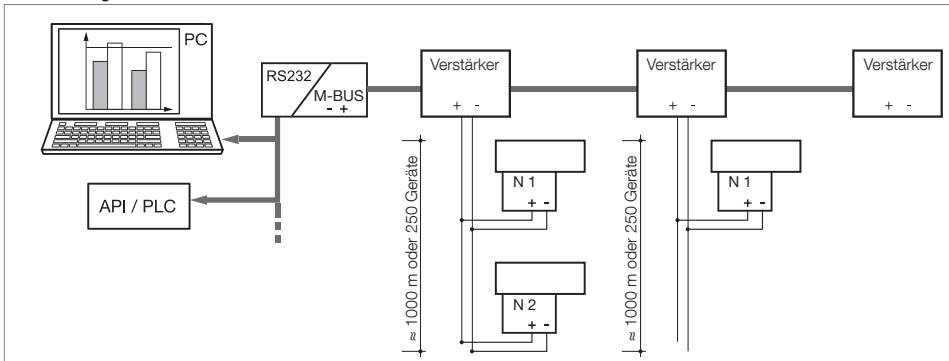 PC
RS232
M-BUS
- +
API / PLC
Verstärker
+ -
Verstärker
+ -
Verstärker
+ -
≈ 1000 m oder 250 Geräte
N 1
+ -
N 2
+ -
≈ 1000 m oder 250 Geräte
N 1
+ -